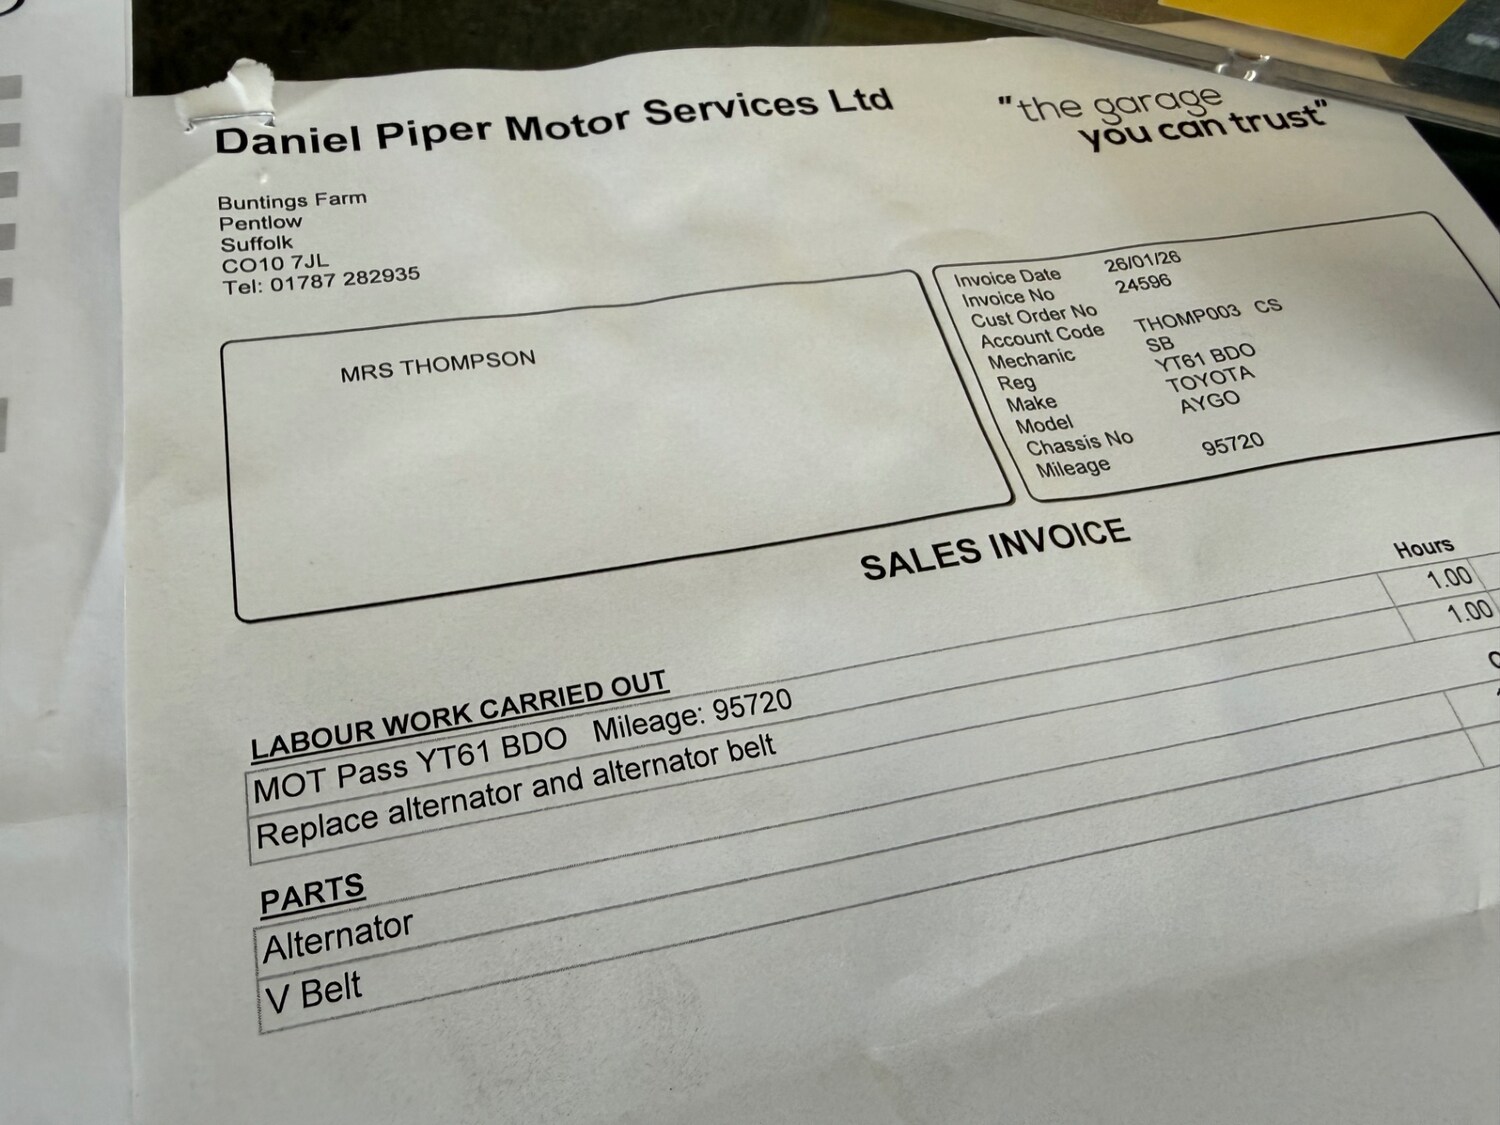 Daniel Piper Motor Services Ltd
"the garage
you can trust"
Buntings Farm
Pentlow
Suffolk
CO10 7JL
Tel: 01787 282935
MRS THOMPSON
Invoice Date 26/01/26
Invoice No 24596
Cust Order No
Account Code THOMP003 CS
Mechanic SB
Reg YT61 BDO
Make TOYOTA
Model AYGO
Chassis No
Mileage 95720
SALES INVOICE
Hours
LABOUR WORK CARRIED OUT
MOT Pass YT61 BDO Mileage: 95720 1.00
Replace alternator and alternator belt 1.00
PARTS
Alternator
V Belt